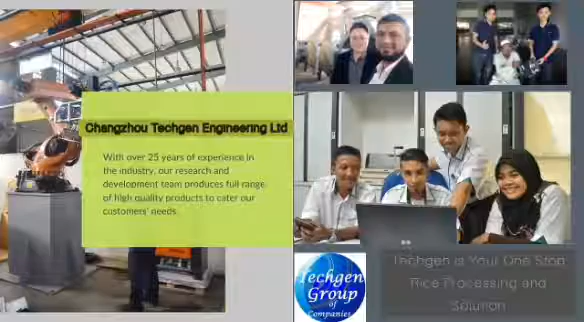 Changzhou Techgen Engineering Ltd
With over 25 years of experience in
the industry, our research and
development team produces full range
of high quality products to cater our
customers' needs
Techgen
Group
of
Companies
Techgen is Your One Stop
Rice Processing and
Solution